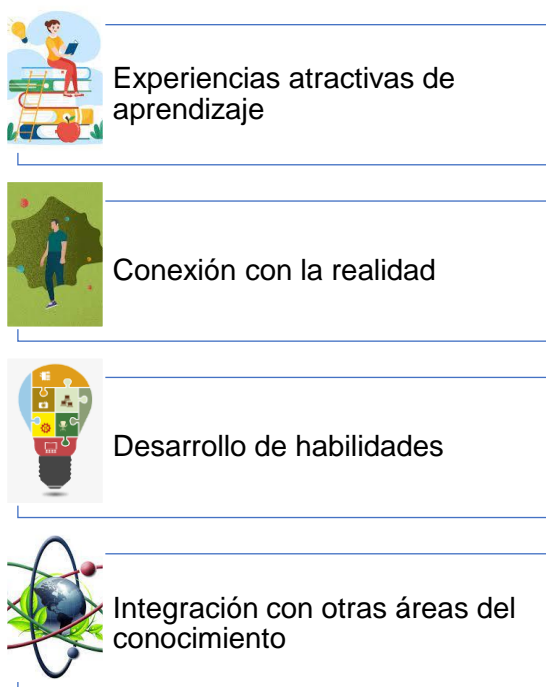 Experiencias atractivas de
aprendizaje
Conexión con la realidad
Desarrollo de habilidades
Integración con otras áreas del
conocimiento